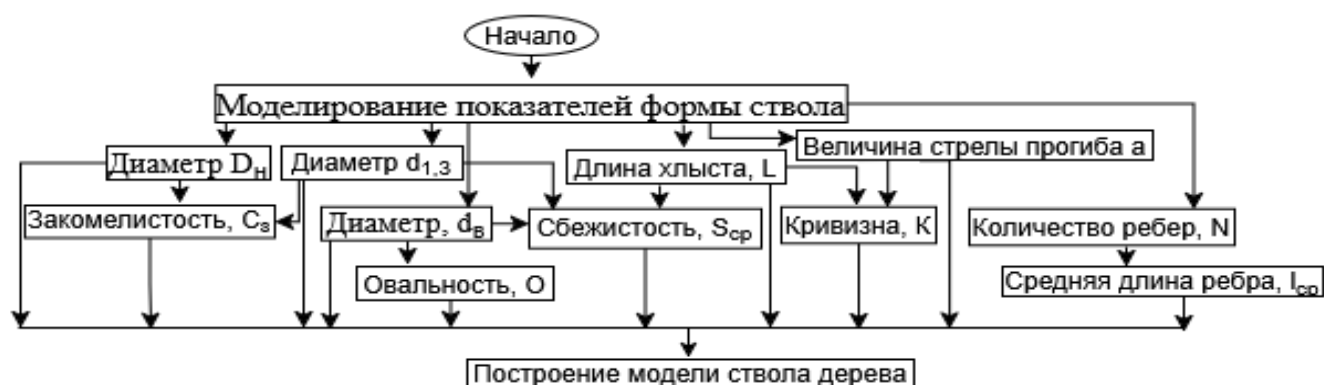 Начало
Моделирование показателей формы ствола
Величина стрелы прогиба а
Диаметр Dн
Диаметр d1,3
Длина хлыста, L
Закомелистость, Cз
Диаметр, dв
Сбежистость, Sср
Кривизна, К
Количество ребер, N
Овальность, О
Средняя длина ребра, lср
Построение модели ствола дерева